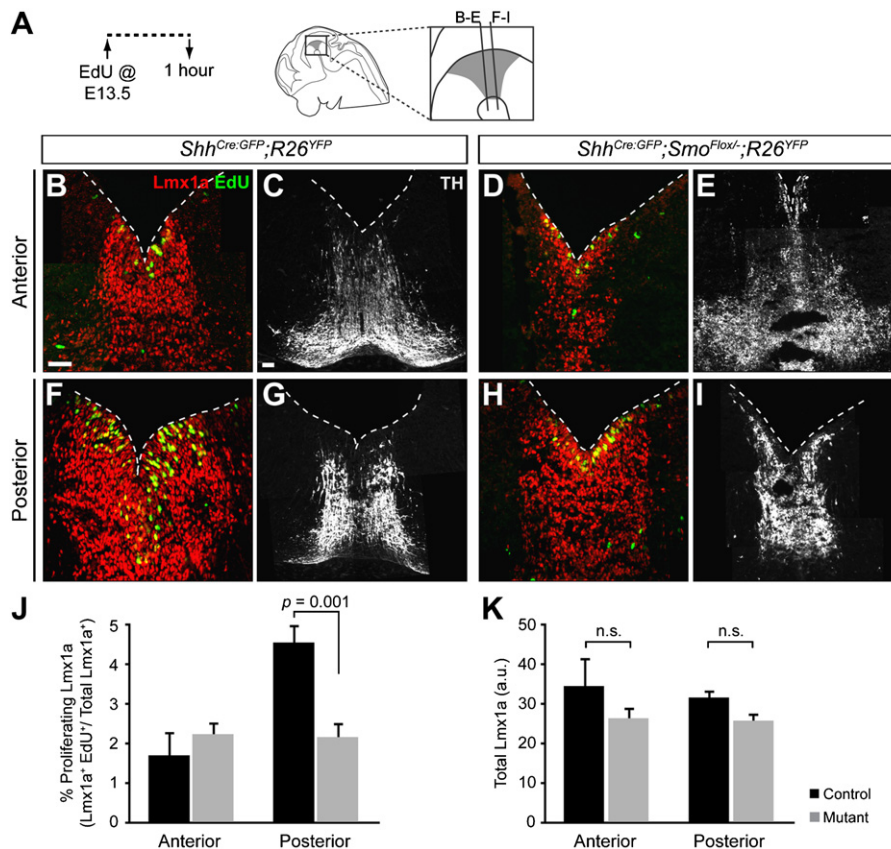 A
EdU @
E13.5
1 hour
B-E F-I
Shh^Cre:GFP;R26^YFP
Shh^Cre:GFP;Smo^Flox/-;R26^YFP
Anterior
B Lmx1a EdU
C TH
D
E
Posterior
F
G
H
I
J
p = 0.001
% Proliferating Lmx1a
(Lmx1a⁺ EdU⁺/ Total Lmx1a⁺)
5
4
3
2
1
0
Anterior Posterior
K
n.s. n.s.
Total Lmx1a (a.u.)
50
40
30
20
10
0
Anterior Posterior
Control
Mutant